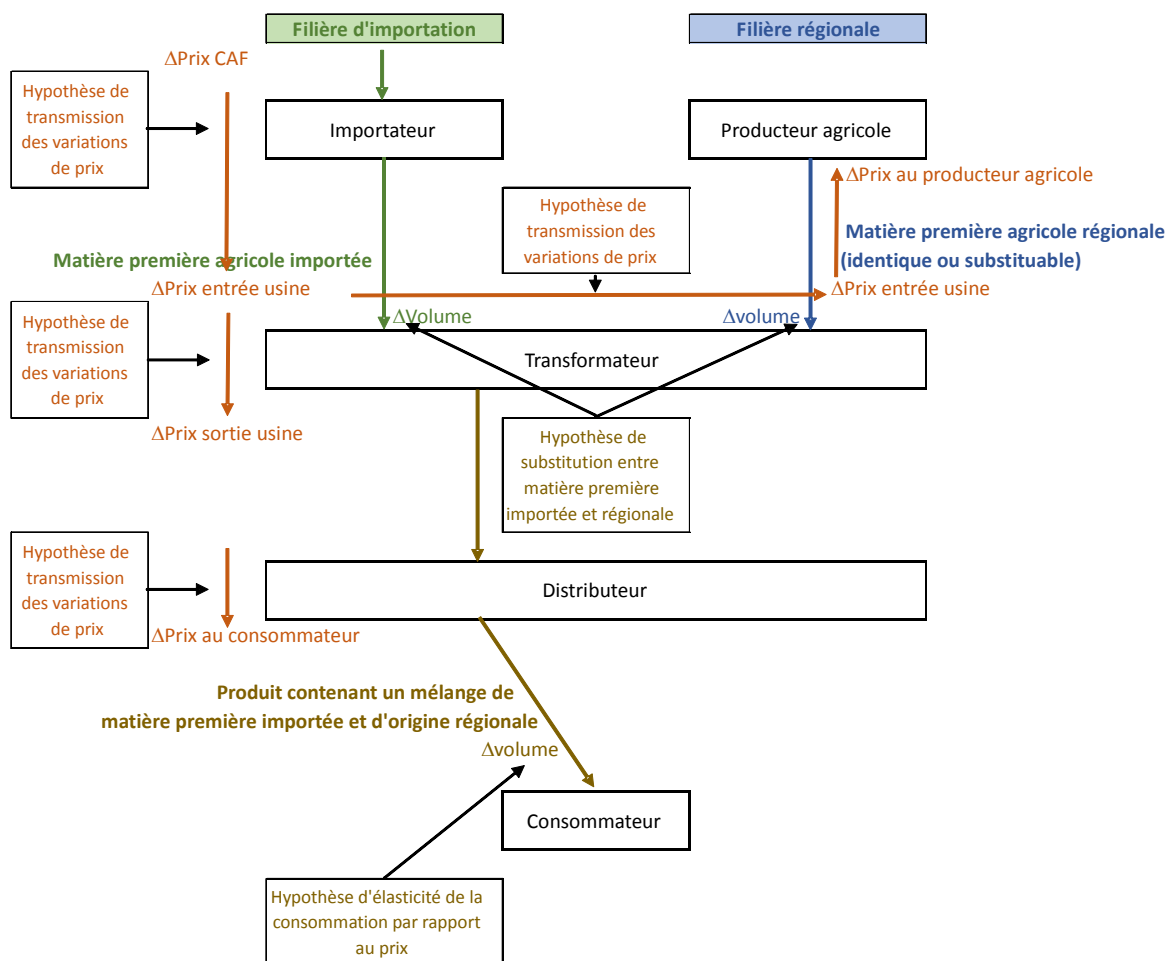 Filière d'importation
Filière régionale
∆Prix CAF
Hypothèse de
transmission
des variations
de prix
Importateur
Producteur agricole
∆Prix au producteur agricole
Hypothèse de
transmission des
variations de prix
Matière première agricole régionale
(identique ou substituable)
Matière première agricole importée
∆Prix entrée usine
∆Prix entrée usine
∆Volume
∆volume
Hypothèse de
transmission
des variations
de prix
Transformateur
∆Prix sortie usine
Hypothèse de
substitution entre
matière première
importée et régionale
Hypothèse de
transmission
des variations
de prix
Distributeur
∆Prix au consommateur
Produit contenant un mélange de
matière première importée et d'origine régionale
∆volume
Consommateur
Hypothèse d'élasticité de la
consommation par rapport
au prix